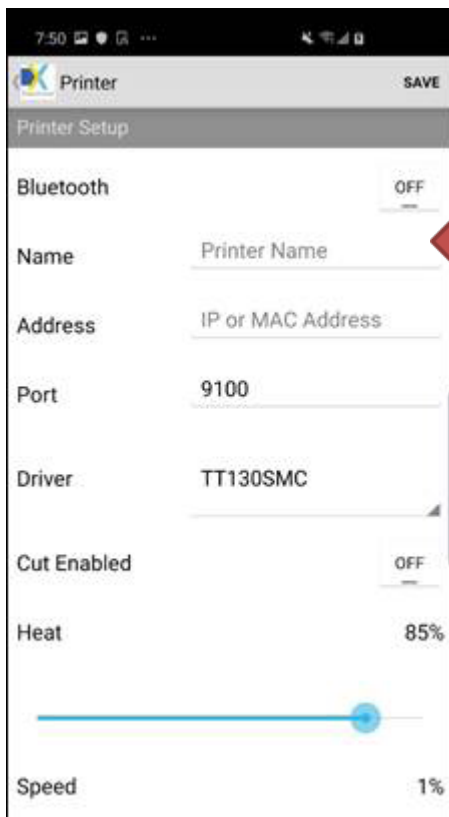 7:50 ...
Printer SAVE
Printer Setup
Bluetooth OFF
Name Printer Name
Address IP or MAC Address
Port 9100
Driver TT130SMC
Cut Enabled OFF
Heat 85%
Speed 1%